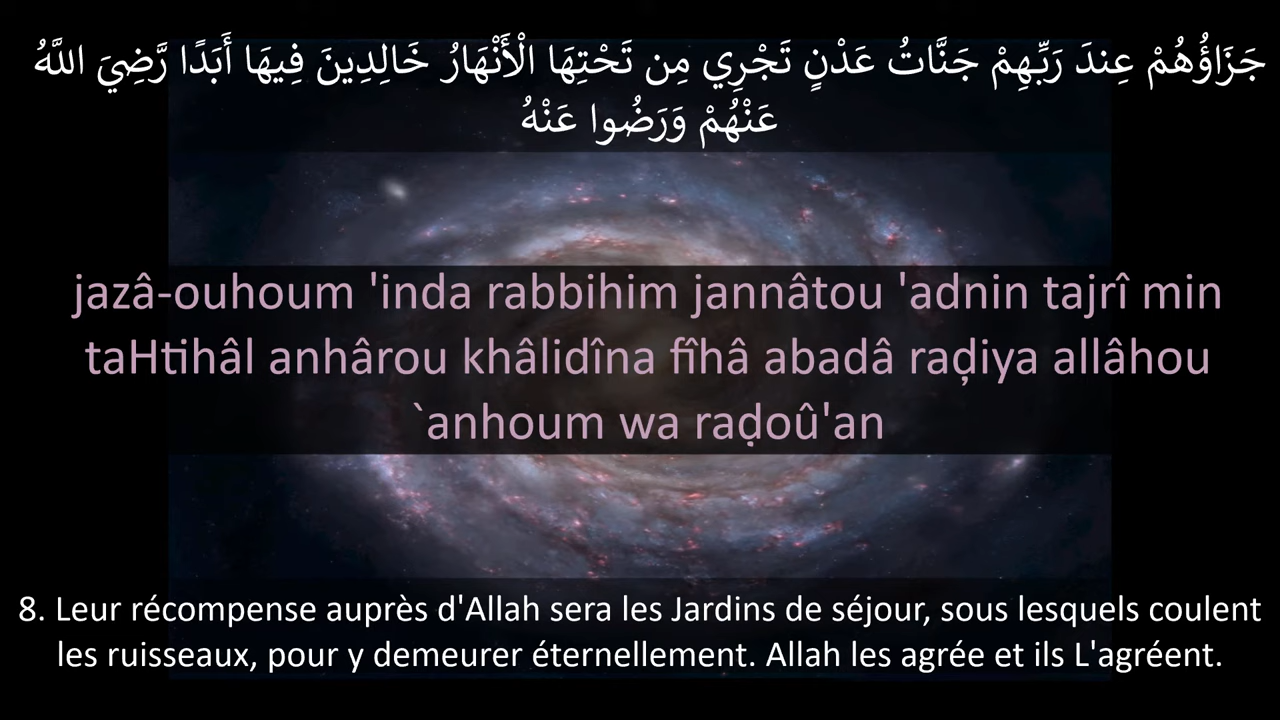 جَزَاؤُهُمْ عِندَ رَبِّهِمْ جَنَّاتُ عَدْنٍ تَجْرِي مِن تَحْتِهَا الْأَنْهَارُ خَالِدِينَ فِيهَا أَبَدًا رَّضِيَ اللَّهُ
عَنْهُمْ وَرَضُوا عَنْهُ
jazâ-ouhoum 'inda rabbihim jannâtou 'adnin tajrî min
taHtihâl anhârou khâlidîna fîhâ abadâ raḍiya allâhou
`anhoum wa raḍoû'an
8. Leur récompense auprès d'Allah sera les Jardins de séjour, sous lesquels coulent
les ruisseaux, pour y demeurer éternellement. Allah les agrée et ils L'agréent.